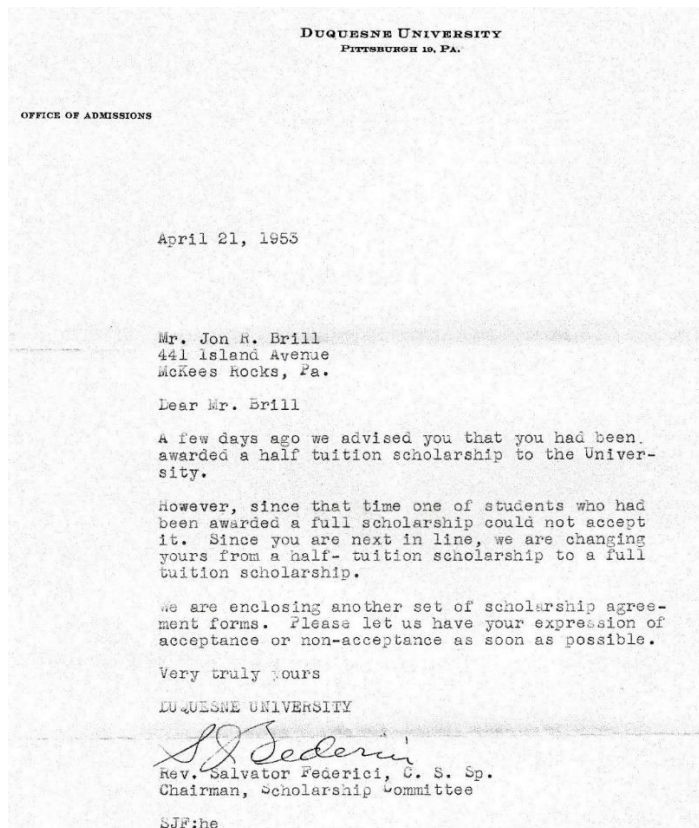 DUQUESNE UNIVERSITY
PITTSBURGH 19, PA.
OFFICE OF ADMISSIONS
April 21, 1953
Mr. Jon R. Brill
441 Island Avenue
McKees Rocks, Pa.
Dear Mr. Brill
A few days ago we advised you that you had been.
awarded a half tuition scholarship to the Univer-
sity.
However, since that time one of students who had
been awarded a full scholarship could not accept
it. Since you are next in line, we are changing
yours from a half- tuition scholarship to a full
tuition scholarship.
We are enclosing another set of scholarship agree-
ment forms. Please let us have your expression of
acceptance or non-acceptance as soon as possible.
Very truly yours
DUQUESNE UNIVERSITY
S J Federici
Rev. Salvator Federici, C. S. Sp.
Chairman, Scholarship Committee
SJF:he